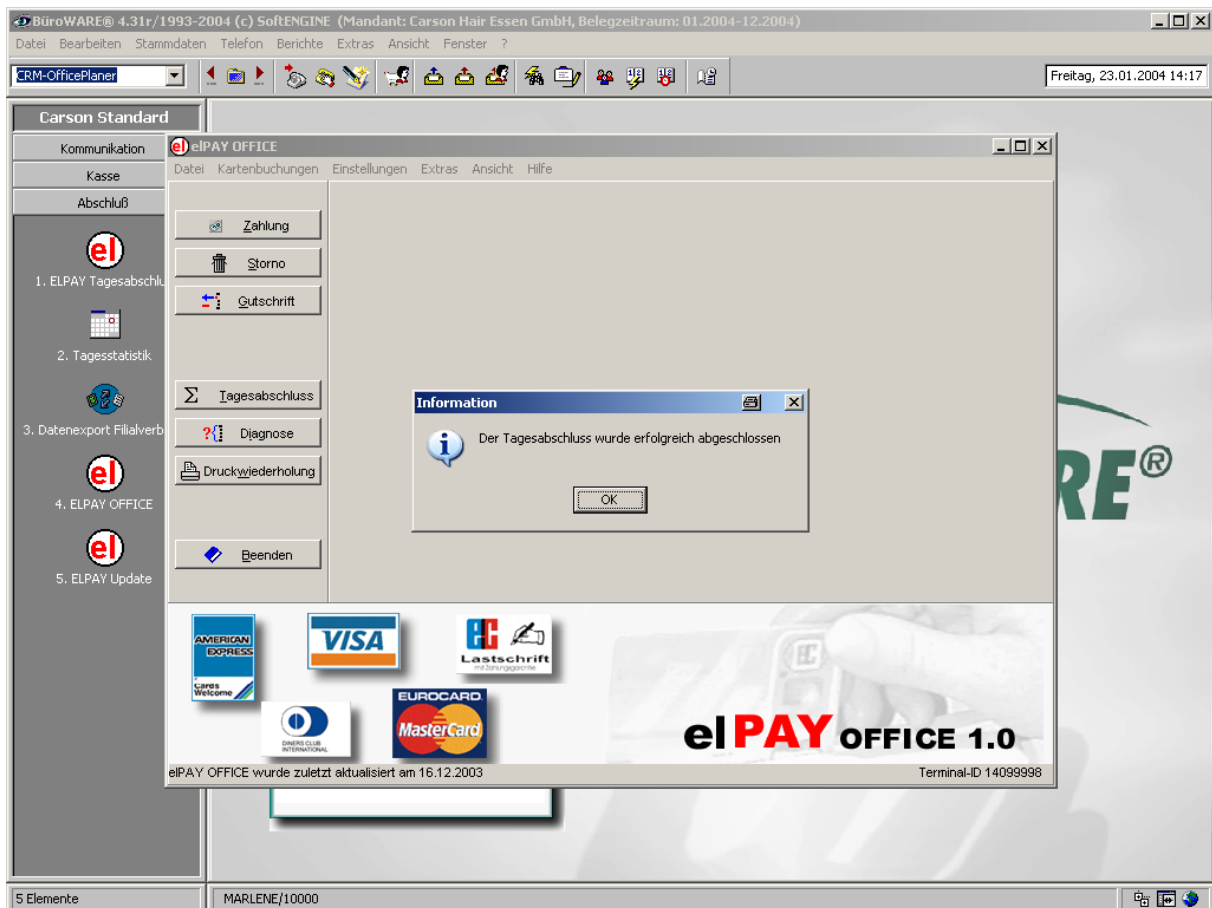 BüroWARE® 4.31r/1993-2004 (c) SoftENGINE (Mandant: Carson Hair Essen GmbH, Belegzeitraum: 01.2004-12.2004)
Datei Bearbeiten Stammdaten Telefon Berichte Extras Ansicht Fenster ?
CRM-OfficePlaner
Freitag, 23.01.2004 14:17
Carson Standard
Kommunikation
Kasse
Abschluß
1. ELPAY Tagesabschlu
2. Tagesstatistik
3. Datenexport Filialverb
4. ELPAY OFFICE
5. ELPAY Update
el elPAY OFFICE
Datei Kartenbuchungen Einstellungen Extras Ansicht Hilfe
Zahlung
Storno
Gutschrift
Tagesabschluss
Diagnose
Druckwiederholung
Beenden
Information
Der Tagesabschluss wurde erfolgreich abgeschlossen
OK
RE®
AMERICAN EXPRESS
Cards Welcome
VISA
Lastschrift
DINERS CLUB INTERNATIONAL
EUROCARD.
MasterCard
elPAY OFFICE 1.0
elPAY OFFICE wurde zuletzt aktualisiert am 16.12.2003
Terminal-ID 14099998
5 Elemente
MARLENE/10000